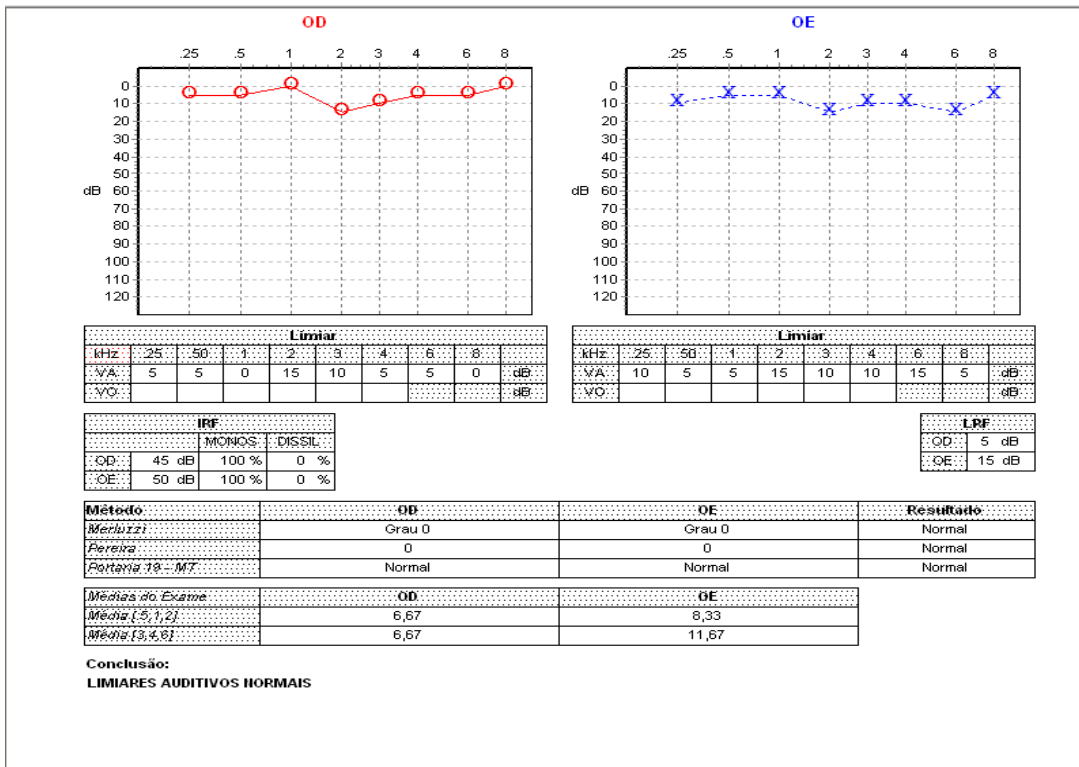 OD OE
.25 .5 1 2 3 4 6 8 .25 .5 1 2 3 4 6 8
0 0
10 10
20 20
30 30
40 40
50 50
dB 60 dB 60
70 70
80 80
90 90
100 100
110 110
120 120
Limiar Limiar
kHz .25 .50 1 2 3 4 6 8 kHz .25 .50 1 2 3 4 6 8
VA 5 5 0 15 10 5 5 0 dB VA 10 5 5 15 10 10 15 5 dB
VO dB VO dB
IRF LRF
MONOS DISSIL OD 5 dB
OD 45 dB 100 % 0 % OE 15 dB
OE 50 dB 100 % 0 %
Método OD OE Resultado
Merluzzi Grau 0 Grau 0 Normal
Pereira 0 0 Normal
Portaria 19 - MT Normal Normal Normal
Médias do Exame OD OE
Média [.5,1,2] 6,67 8,33
Média [3,4,6] 6,67 11,67
Conclusão:
LIMIARES AUDITIVOS NORMAIS